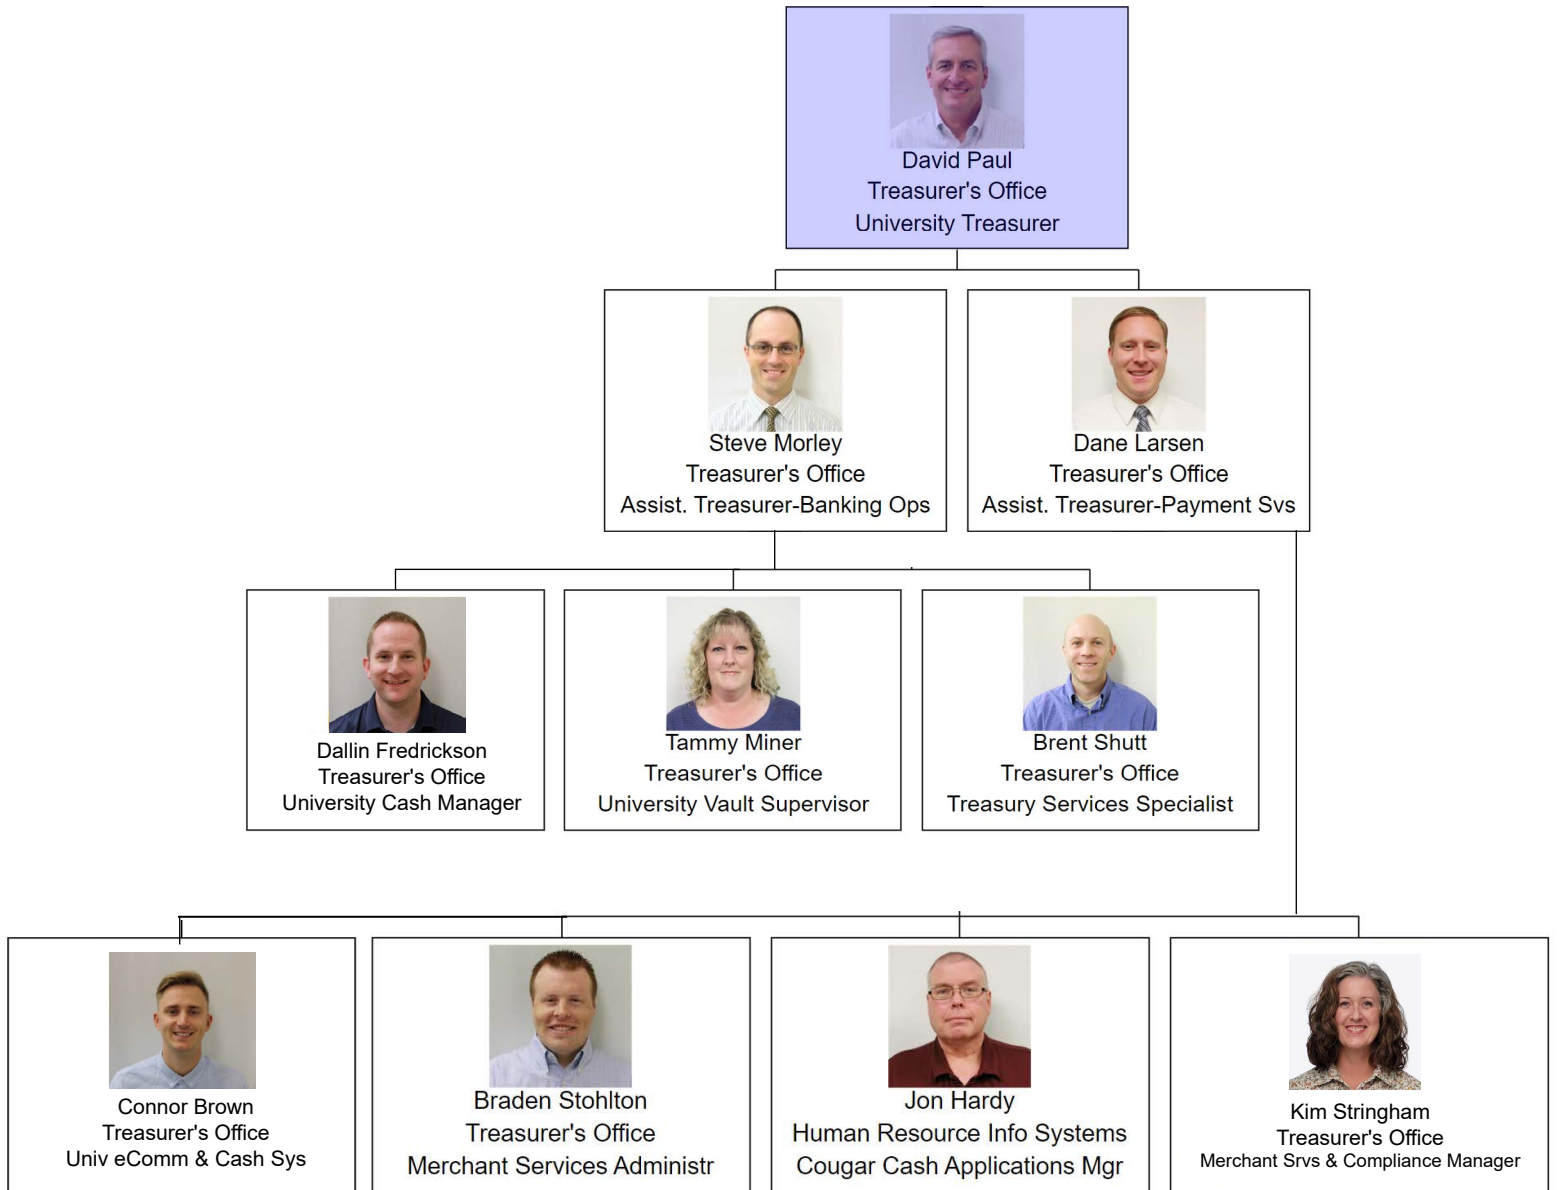 David Paul
Treasurer's Office
University Treasurer
Steve Morley
Treasurer's Office
Assist. Treasurer-Banking Ops
Dane Larsen
Treasurer's Office
Assist. Treasurer-Payment Svs
Dallin Fredrickson
Treasurer's Office
University Cash Manager
Tammy Miner
Treasurer's Office
University Vault Supervisor
Brent Shutt
Treasurer's Office
Treasury Services Specialist
Connor Brown
Treasurer's Office
Univ eComm & Cash Sys
Braden Stohlton
Treasurer's Office
Merchant Services Administr
Jon Hardy
Human Resource Info Systems
Cougar Cash Applications Mgr
Kim Stringham
Treasurer's Office
Merchant Srvs & Compliance Manager